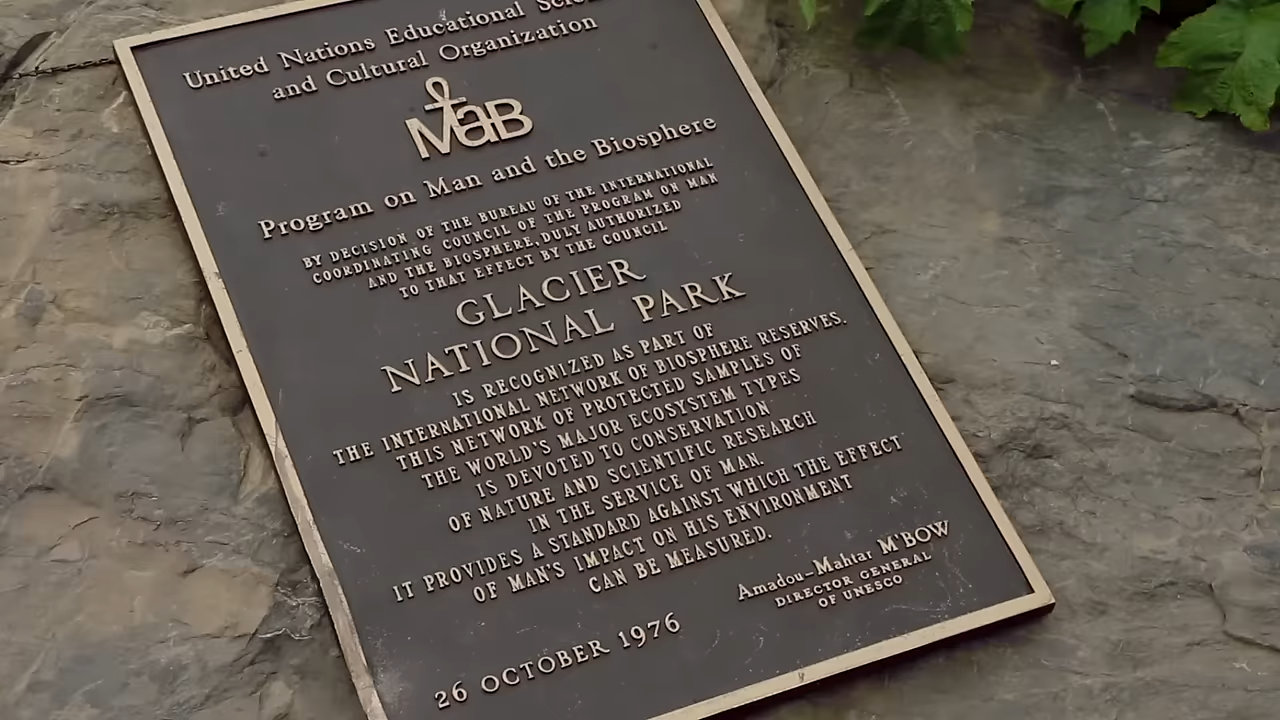 United Nations Educational
and Cultural Organization
MaB
Program on Man and the Biosphere
BY DECISION OF THE BUREAU OF THE INTERNATIONAL
COORDINATING COUNCIL OF THE PROGRAM ON MAN
AND THE BIOSPHERE, DULY AUTHORIZED
TO THAT EFFECT BY THE COUNCIL
GLACIER
NATIONAL PARK
IS RECOGNIZED AS PART OF
THE INTERNATIONAL NETWORK OF BIOSPHERE RESERVES.
THIS NETWORK OF PROTECTED SAMPLES OF
THE WORLD'S MAJOR ECOSYSTEM TYPES
IS DEVOTED TO CONSERVATION
OF NATURE AND SCIENTIFIC RESEARCH
IN THE SERVICE OF MAN.
IT PROVIDES A STANDARD AGAINST WHICH THE EFFECT
OF MAN'S IMPACT ON HIS ENVIRONMENT
CAN BE MEASURED.
Amadou-Mahtar M'BOW
DIRECTOR GENERAL
OF UNESCO
26 OCTOBER 1976